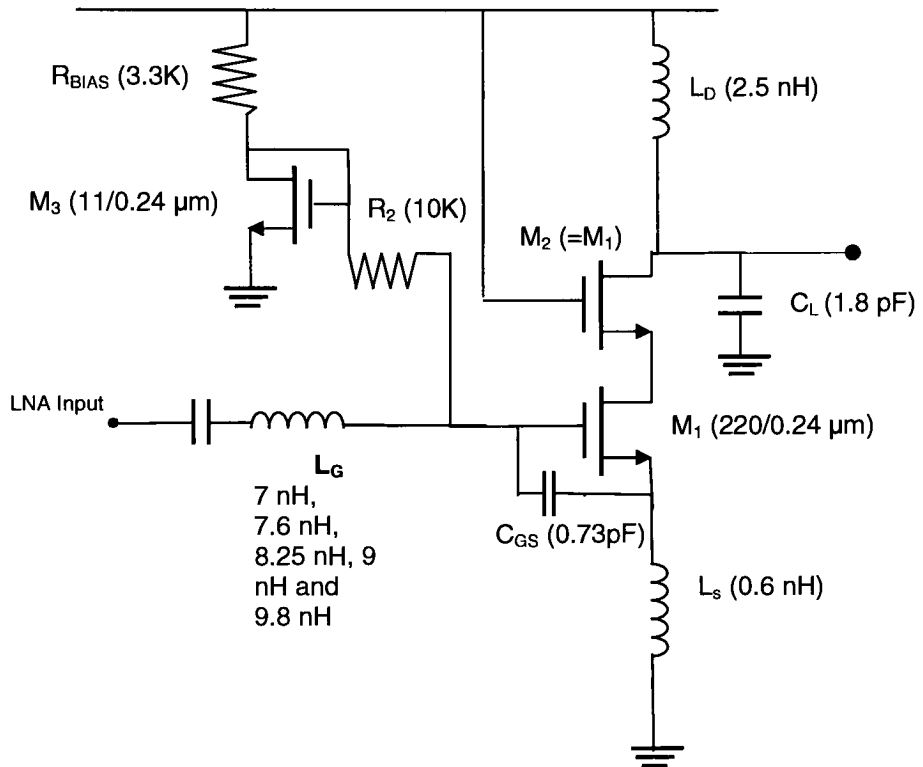 R_BIAS (3.3K)
L_D (2.5 nH)
M_3 (11/0.24 µm)
R_2 (10K)
M_2 (=M_1)
C_L (1.8 pF)
LNA Input
M_1 (220/0.24 µm)
L_G
7 nH,
7.6 nH,
8.25 nH, 9
nH and
9.8 nH
C_GS (0.73pF)
L_s (0.6 nH)